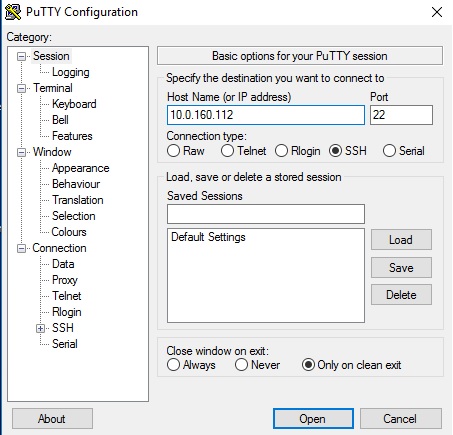 PuTTY Configuration
Category:
Session
Logging
Terminal
Keyboard
Bell
Features
Window
Appearance
Behaviour
Translation
Selection
Colours
Connection
Data
Proxy
Telnet
Rlogin
SSH
Serial
Basic options for your PuTTY session
Specify the destination you want to connect to
Host Name (or IP address) Port
10.0.160.112 22
Connection type:
Raw Telnet Rlogin SSH Serial
Load, save or delete a stored session
Saved Sessions
Default Settings
Load
Save
Delete
Close window on exit:
Always Never Only on clean exit
About Open Cancel